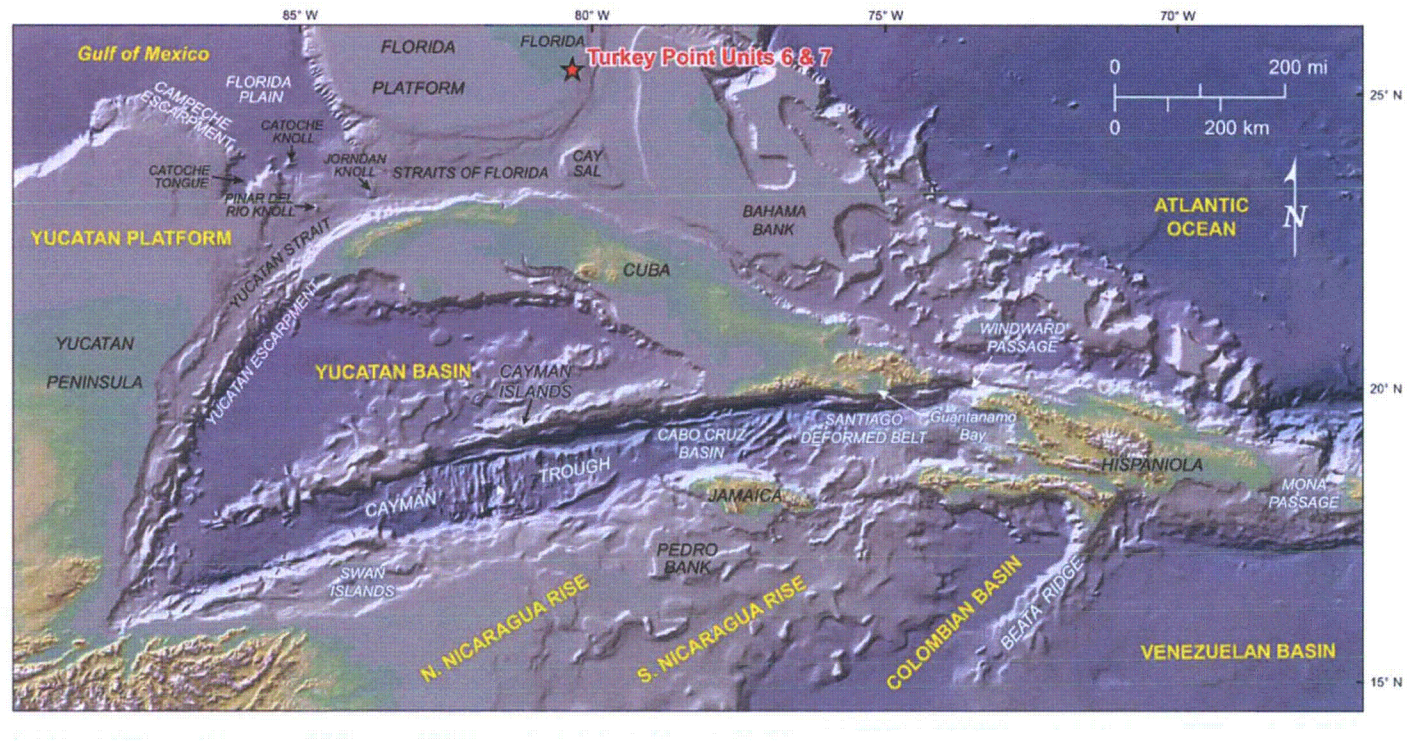 85° W
80° W
75° W
70° W
Gulf of Mexico
FLORIDA
PLATFORM
FLORIDA
Turkey Point Units 6 & 7
0
200 mi
0
200 km
25° N
N
FLORIDA
PLAIN
CAMPECHE
ESCARPMENT
CATOCHE
KNOLL
CATOCHE
TONGUE
JORNDAN
KNOLL
STRAITS OF FLORIDA
CAY
SAL
PINAR DEL
RIO KNOLL
BAHAMA
BANK
ATLANTIC
OCEAN
YUCATAN PLATFORM
YUCATAN STRAIT
CUBA
YUCATAN ESCARPMENT
WINDWARD
PASSAGE
YUCATAN
PENINSULA
YUCATAN BASIN
CAYMAN
ISLANDS
20° N
SANTIAGO
DEFORMED BELT
Guantanamo
Bay
CABO CRUZ
BASIN
CAYMAN
TROUGH
HISPANIOLA
JAMAICA
MONA
PASSAGE
PEDRO
BANK
SWAN
ISLANDS
N. NICARAGUA RISE
S. NICARAGUA RISE
COLOMBIAN BASIN
BEATA RIDGE
VENEZUELAN BASIN
15° N